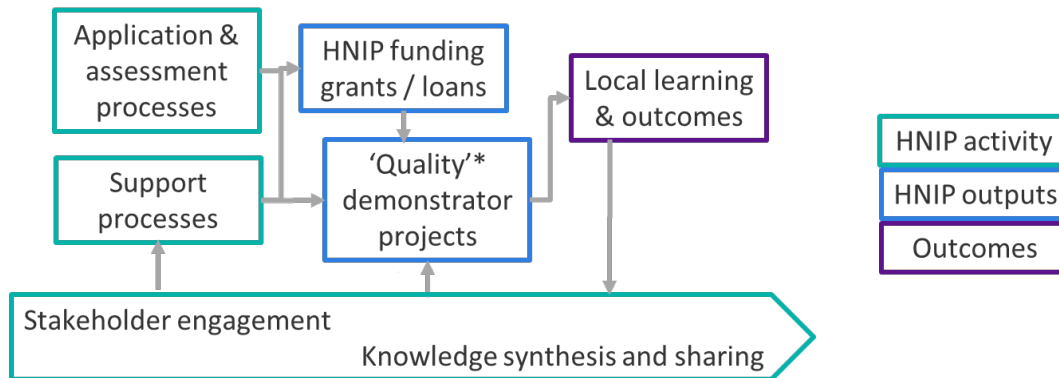 Application &
assessment
processes
HNIP funding
grants / loans
Local learning
& outcomes
Support
processes
‘Quality’*
demonstrator
projects
Stakeholder engagement
Knowledge synthesis and sharing
HNIP activity
HNIP outputs
Outcomes